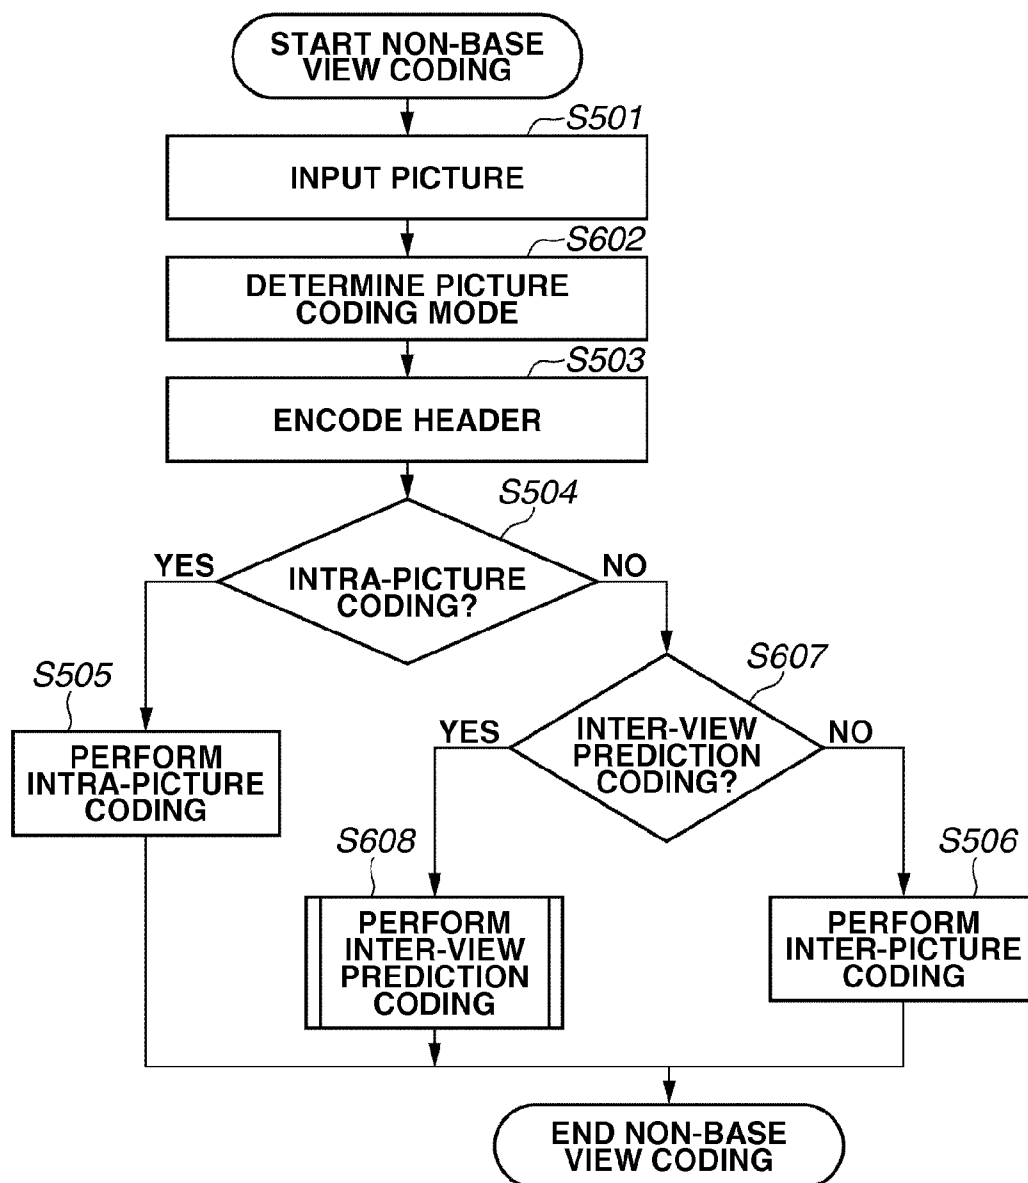 START NON-BASE
VIEW CODING
S501
INPUT PICTURE
S602
DETERMINE PICTURE
CODING MODE
S503
ENCODE HEADER
S504
YES
NO
INTRA-PICTURE
CODING?
S505
PERFORM
INTRA-PICTURE
CODING
S607
YES
NO
INTER-VIEW
PREDICTION
CODING?
S608
PERFORM
INTER-VIEW
PREDICTION
CODING
S506
PERFORM
INTER-PICTURE
CODING
END NON-BASE
VIEW CODING